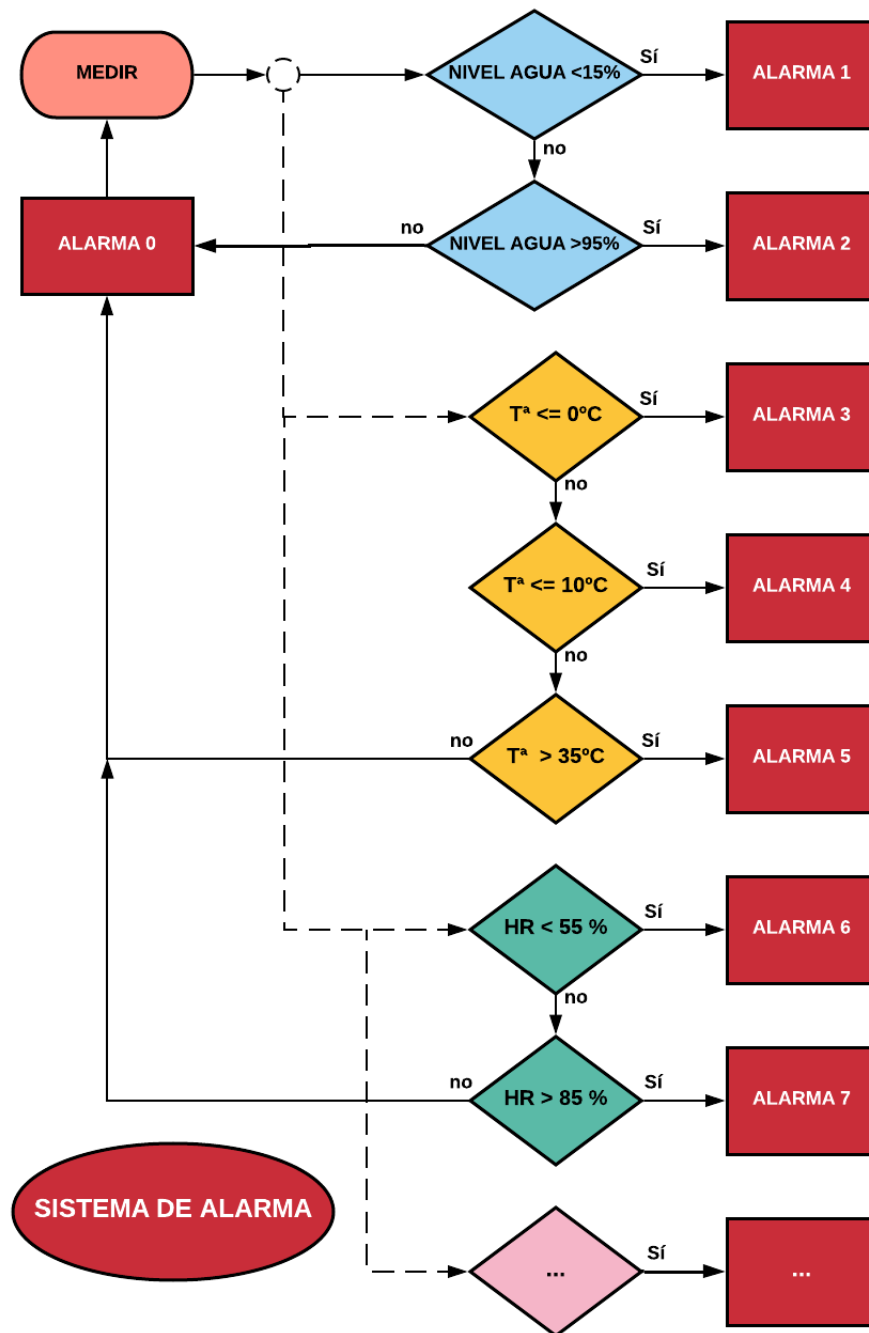 MEDIR
NIVEL AGUA <15%
Sí
ALARMA 1
no
ALARMA 0
no
NIVEL AGUA >95%
Sí
ALARMA 2
Tª <= 0ºC
Sí
ALARMA 3
no
Tª <= 10ºC
Sí
ALARMA 4
no
no
Tª > 35ºC
Sí
ALARMA 5
HR < 55 %
Sí
ALARMA 6
no
no
HR > 85 %
Sí
ALARMA 7
SISTEMA DE ALARMA
...
Sí
...